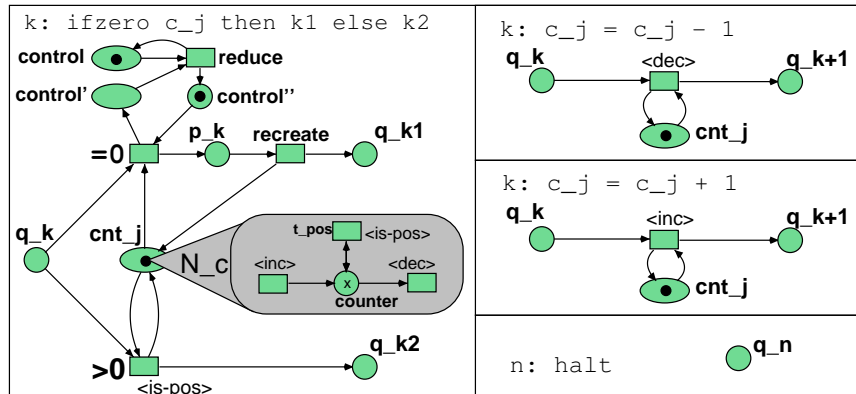 k: ifzero c_j then k1 else k2
control
reduce
control'
control''
p_k
recreate
q_k1
=0
q_k
cnt_j
N_c
t_pos
<is-pos>
<inc>
<dec>
x
counter
>0
<is-pos>
q_k2
k: c_j = c_j – 1
q_k
<dec>
q_k+1
cnt_j
k: c_j = c_j + 1
q_k
<inc>
q_k+1
cnt_j
n: halt
q_n